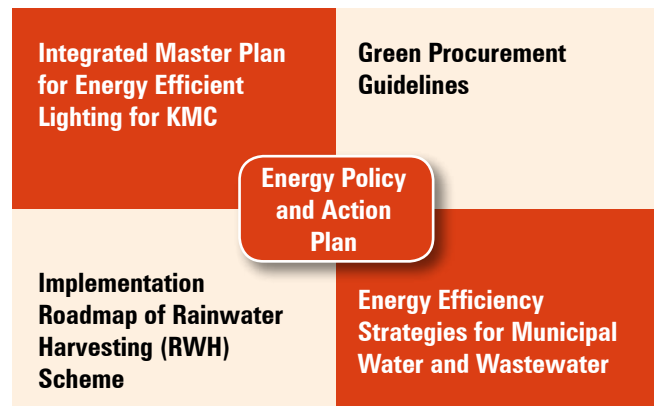 Integrated Master Plan
for Energy Efficient
Lighting for KMC
Green Procurement
Guidelines
Energy Policy
and Action
Plan
Implementation
Roadmap of Rainwater
Harvesting (RWH)
Scheme
Energy Efficiency
Strategies for Municipal
Water and Wastewater